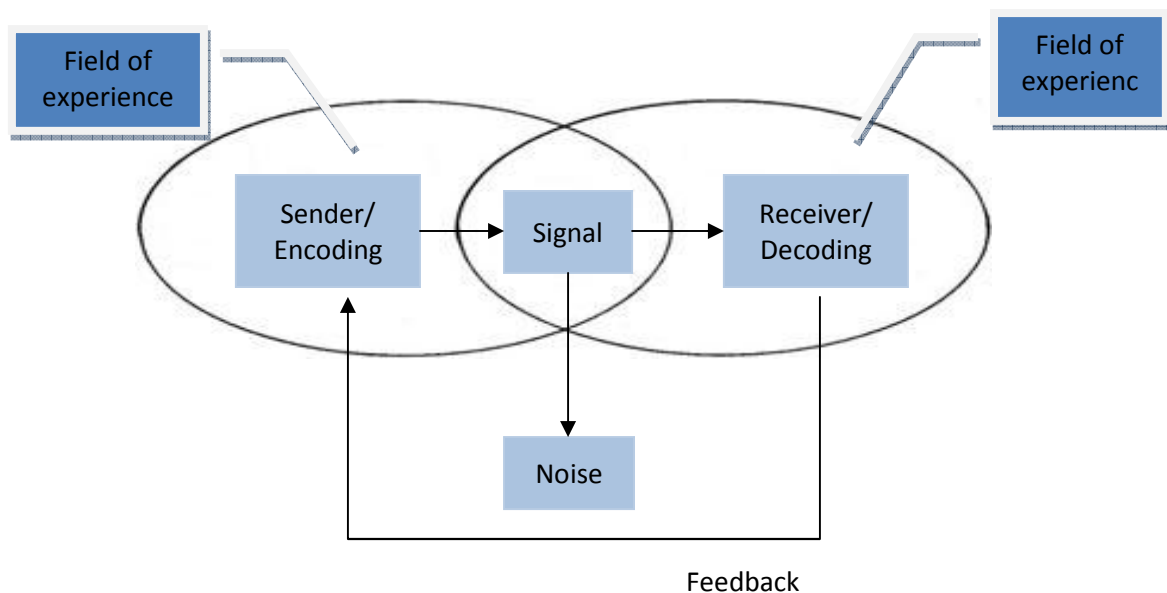 Field of
experience
Field of
experienc
Sender/
Encoding
Signal
Receiver/
Decoding
Noise
Feedback